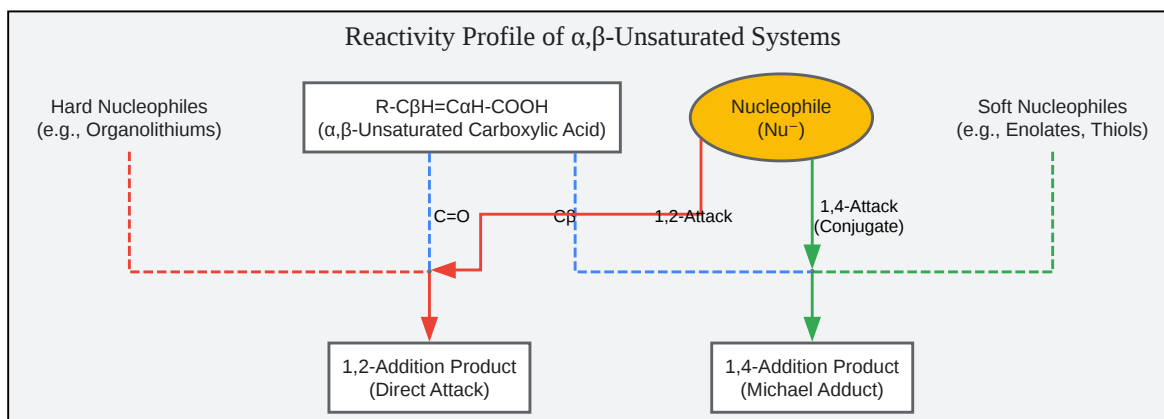 Reactivity Profile of α,β-Unsaturated Systems
Hard Nucleophiles
(e.g., Organolithiums)
R-CβH=CαH-COOH
(α,β-Unsaturated Carboxylic Acid)
Nucleophile
(Nu⁻)
Soft Nucleophiles
(e.g., Enolates, Thiols)
C=O
Cβ
1,2-Attack
1,4-Attack
(Conjugate)
1,2-Addition Product
(Direct Attack)
1,4-Addition Product
(Michael Adduct)